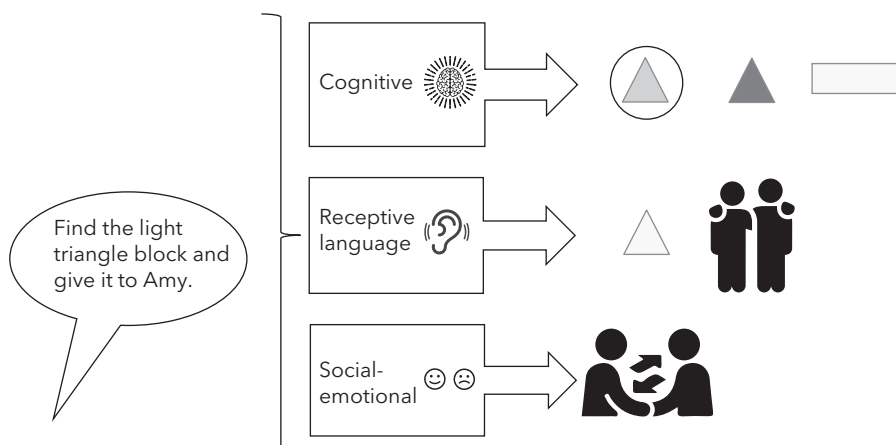 Find the light
triangle block and
give it to Amy.
Cognitive
Receptive
language
Social-
emotional